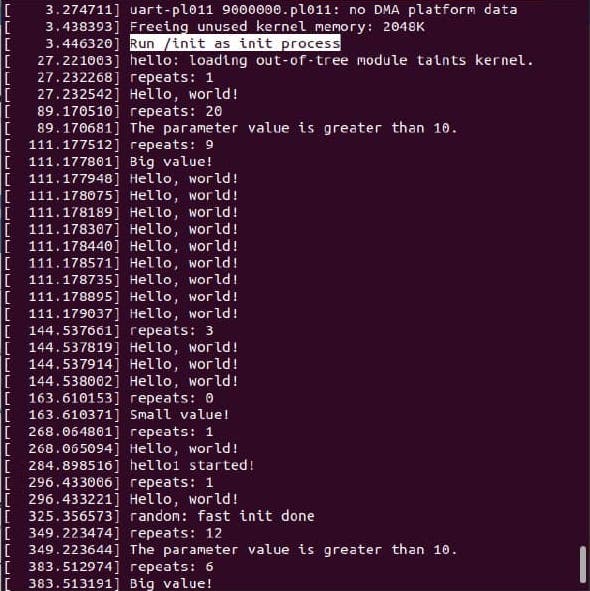 [    3.274711] uart-pl011 9000000.pl011: no DMA platform data
[    3.438393] Freeing unused kernel memory: 2048K
[    3.446320] Run /init as init process
[   27.221003] hello: loading out-of-tree module taints kernel.
[   27.232268] repeats: 1
[   27.232542] Hello, world!
[   89.170510] repeats: 20
[   89.170681] The parameter value is greater than 10.
[  111.177512] repeats: 9
[  111.177801] Big value!
[  111.177948] Hello, world!
[  111.178075] Hello, world!
[  111.178189] Hello, world!
[  111.178307] Hello, world!
[  111.178440] Hello, world!
[  111.178571] Hello, world!
[  111.178735] Hello, world!
[  111.178895] Hello, world!
[  111.179037] Hello, world!
[  144.537661] repeats: 3
[  144.537819] Hello, world!
[  144.537914] Hello, world!
[  144.538002] Hello, world!
[  163.610153] repeats: 0
[  163.610371] Small value!
[  268.064801] repeats: 1
[  268.065094] Hello, world!
[  284.898516] hello1 started!
[  296.433006] repeats: 1
[  296.433221] Hello, world!
[  325.356573] random: fast init done
[  349.223474] repeats: 12
[  349.223644] The parameter value is greater than 10.
[  383.512974] repeats: 6
[  383.513191] Big value!